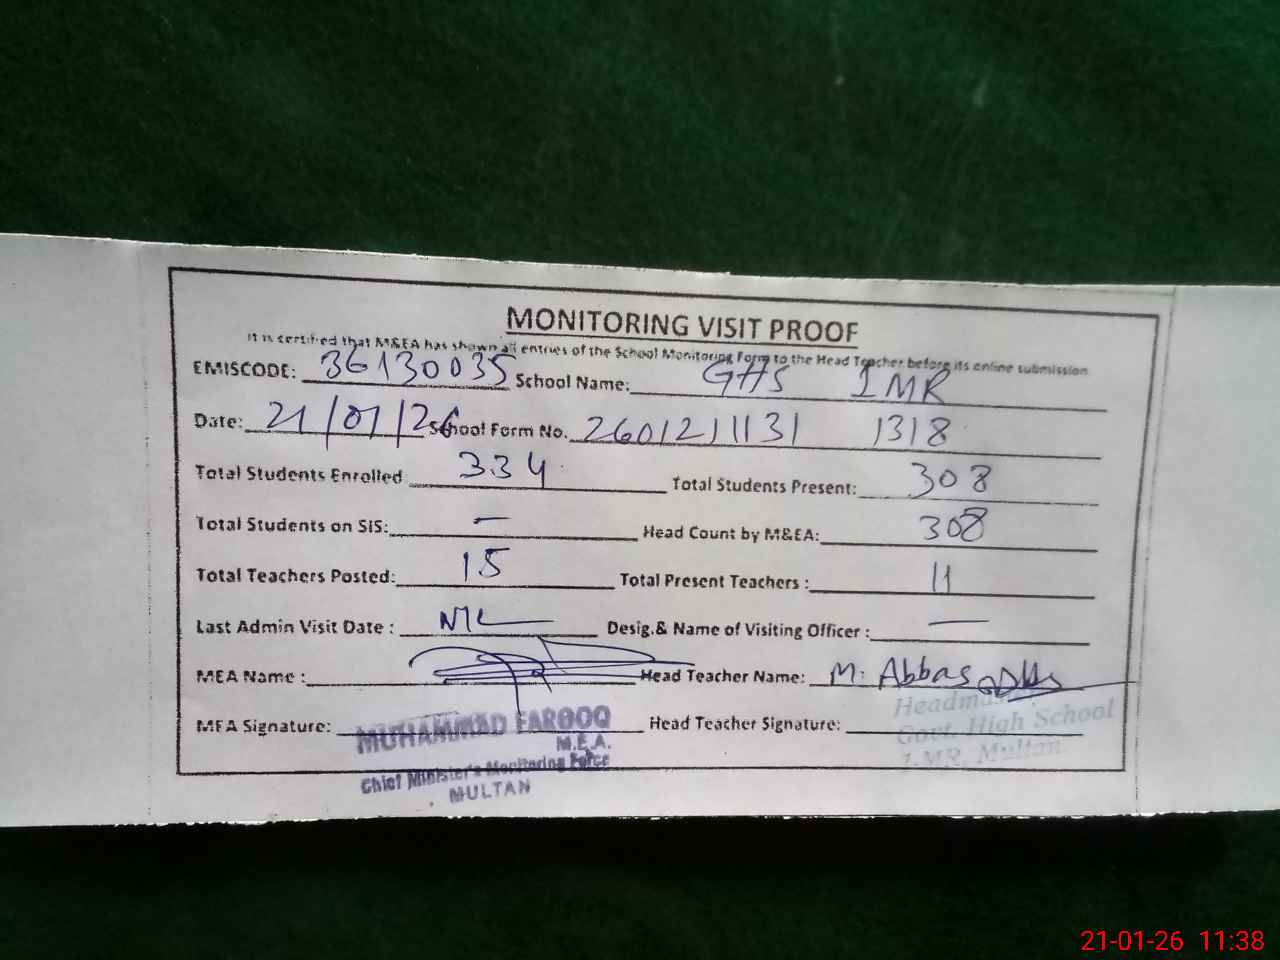 MONITORING VISIT PROOF
It is certified that M&EA has shown all entries of the School Monitoring Form to the Head Teacher before its online submission
EMISCODE: 36130035 School Name: GHS 1MR
Date: 21/01/26 School Form No. 2601211131 1318
Total Students Enrolled 334 Total Students Present: 308
Total Students on SIS: - Head Count by M&EA: 308
Total Teachers Posted: 15 Total Present Teachers : 11
Last Admin Visit Date : NIL Desig.& Name of Visiting Officer : -
MEA Name : Head Teacher Name: M. Abbas
MEA Signature: Head Teacher Signature:
MUHAMMAD FAROOQ
M.E.A.
Chief Minister's Monitoring Force
MULTAN
Govt. High School
1-MR, Multan
21-01-26 11:38